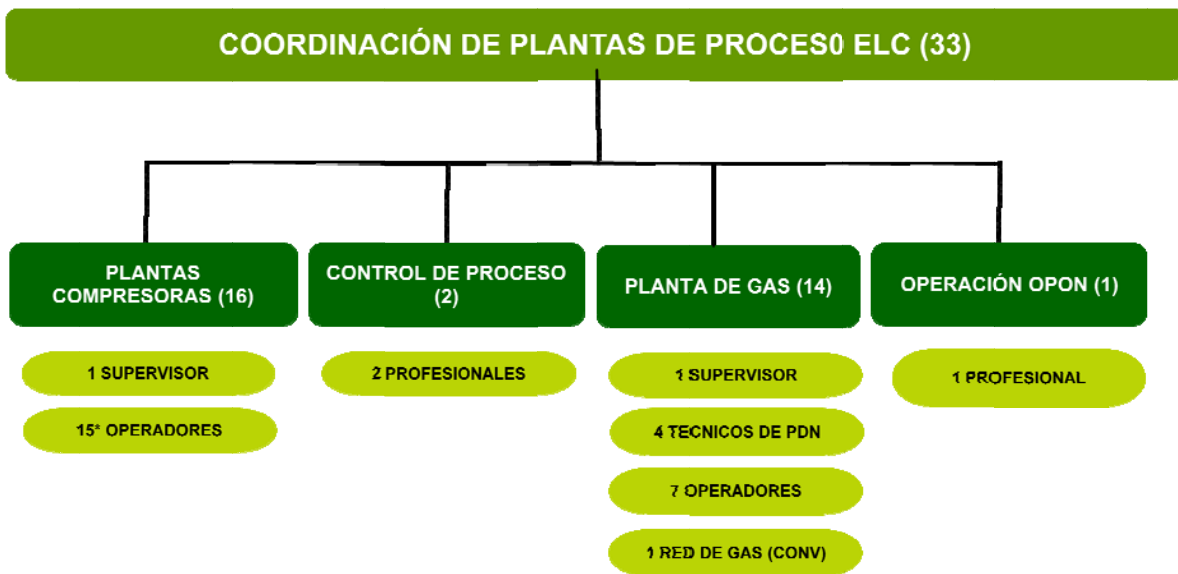 COORDINACIÓN DE PLANTAS DE PROCES0 ELC (33)
PLANTAS
COMPRESORAS (16)
1 SUPERVISOR
15* OPERADORES
CONTROL DE PROCESO
(2)
2 PROFESIONALES
PLANTA DE GAS (14)
1 SUPERVISOR
4 TECNICOS DE PDN
7 OPERADORES
1 RED DE GAS (CONV)
OPERACIÓN OPON (1)
1 PROFESIONAL